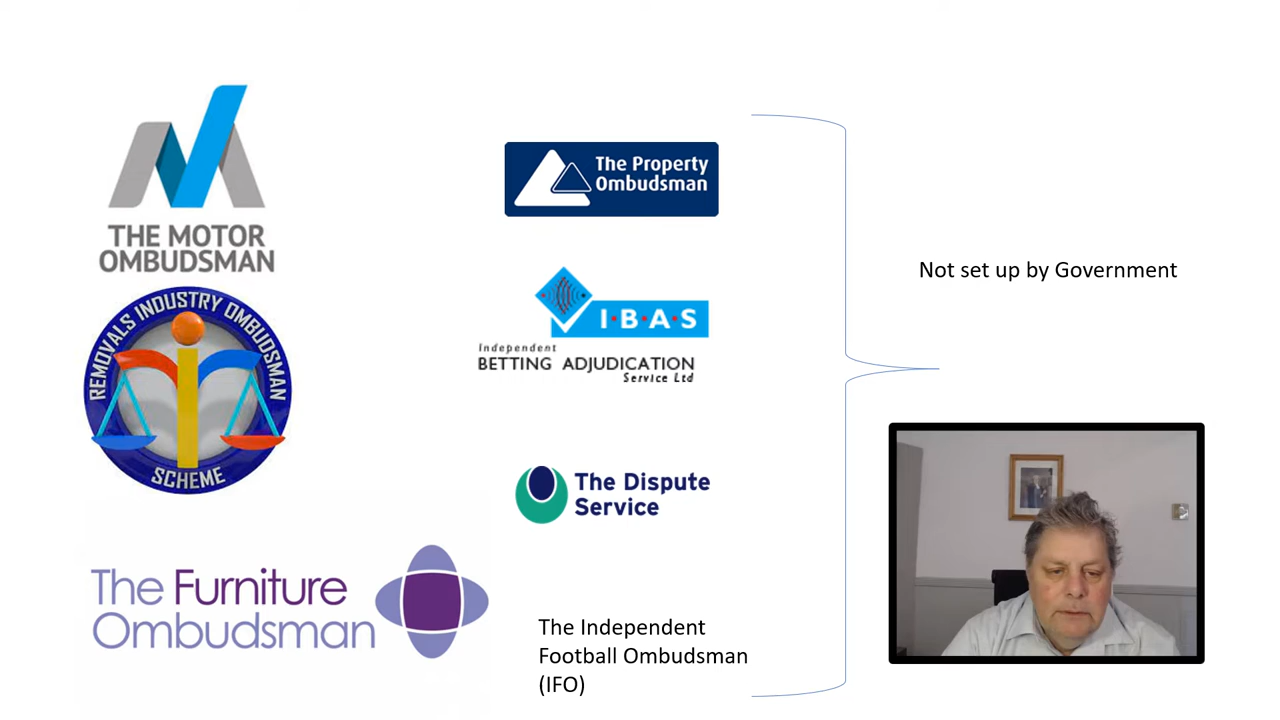 THE MOTOR
OMBUDSMAN
REMOVALS INDUSTRY OMBUDSMAN
SCHEME
The Furniture
Ombudsman
The Property
Ombudsman
I·B·A·S
Independent
BETTING ADJUDICATION
Service Ltd
The Dispute
Service
The Independent
Football Ombudsman
(IFO)
Not set up by Government